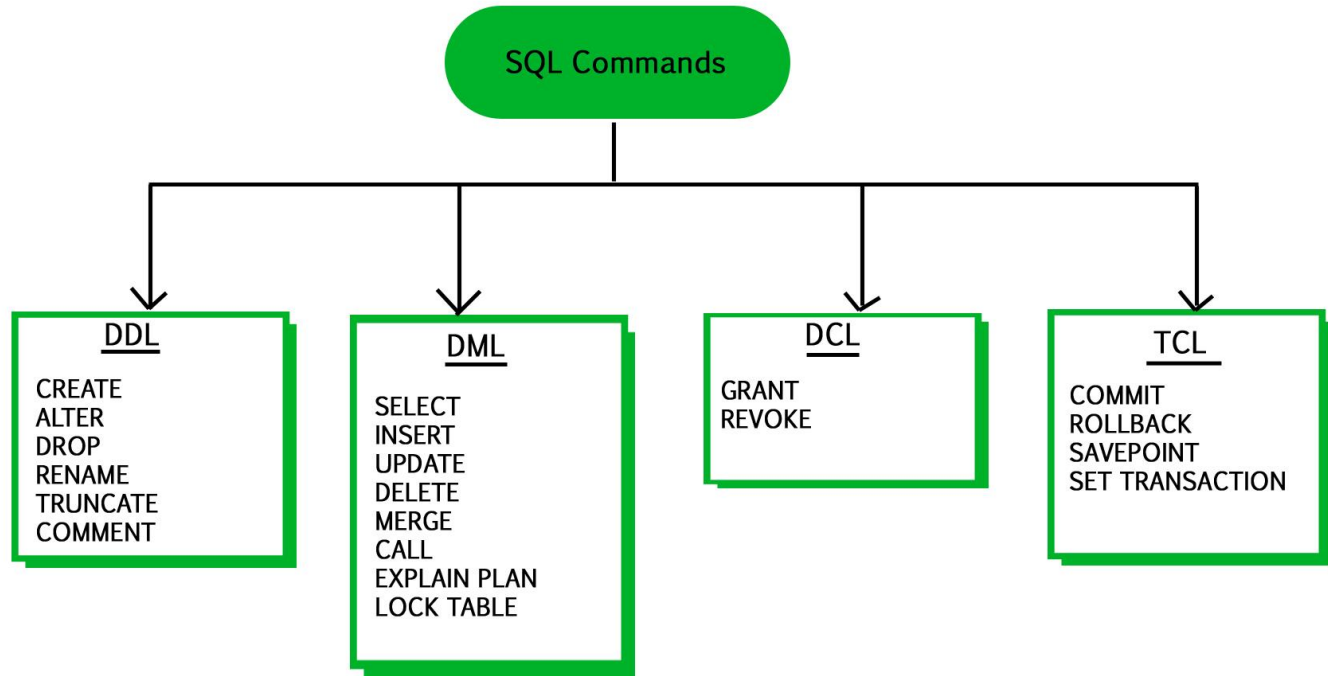 SQL Commands
DDL
CREATE
ALTER
DROP
RENAME
TRUNCATE
COMMENT
DML
SELECT
INSERT
UPDATE
DELETE
MERGE
CALL
EXPLAIN PLAN
LOCK TABLE
DCL
GRANT
REVOKE
TCL
COMMIT
ROLLBACK
SAVEPOINT
SET TRANSACTION